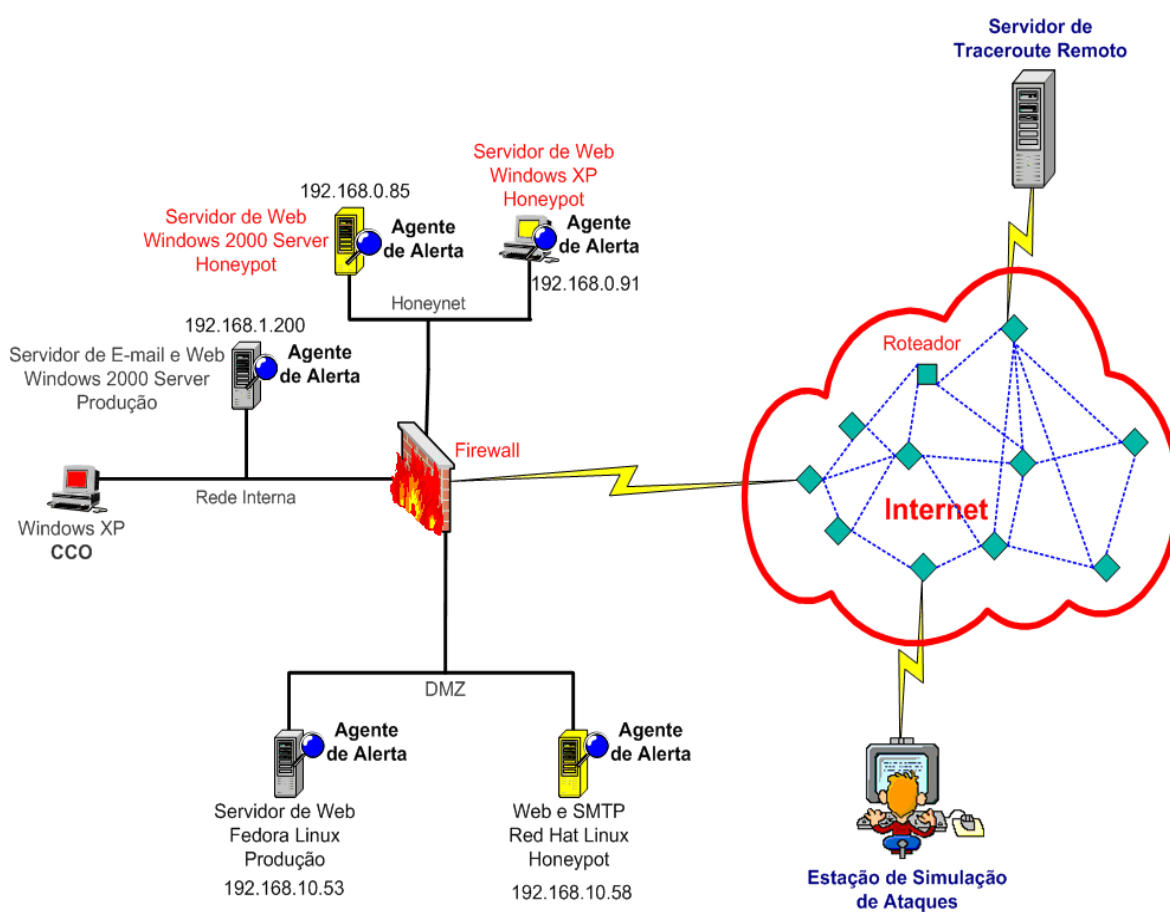 Servidor de
Traceroute Remoto
Servidor de Web
Windows XP
Honeypot
192.168.0.85
Servidor de Web
Windows 2000 Server
Honeypot
Agente
de Alerta
Agente
de Alerta
192.168.0.91
Honeynet
192.168.1.200
Servidor de E-mail e Web
Windows 2000 Server
Produção
Agente
de Alerta
Roteador
Firewall
Internet
Rede Interna
Windows XP
CCO
DMZ
Agente
de Alerta
Agente
de Alerta
Servidor de Web
Fedora Linux
Produção
192.168.10.53
Web e SMTP
Red Hat Linux
Honeypot
192.168.10.58
Estação de Simulação
de Ataques